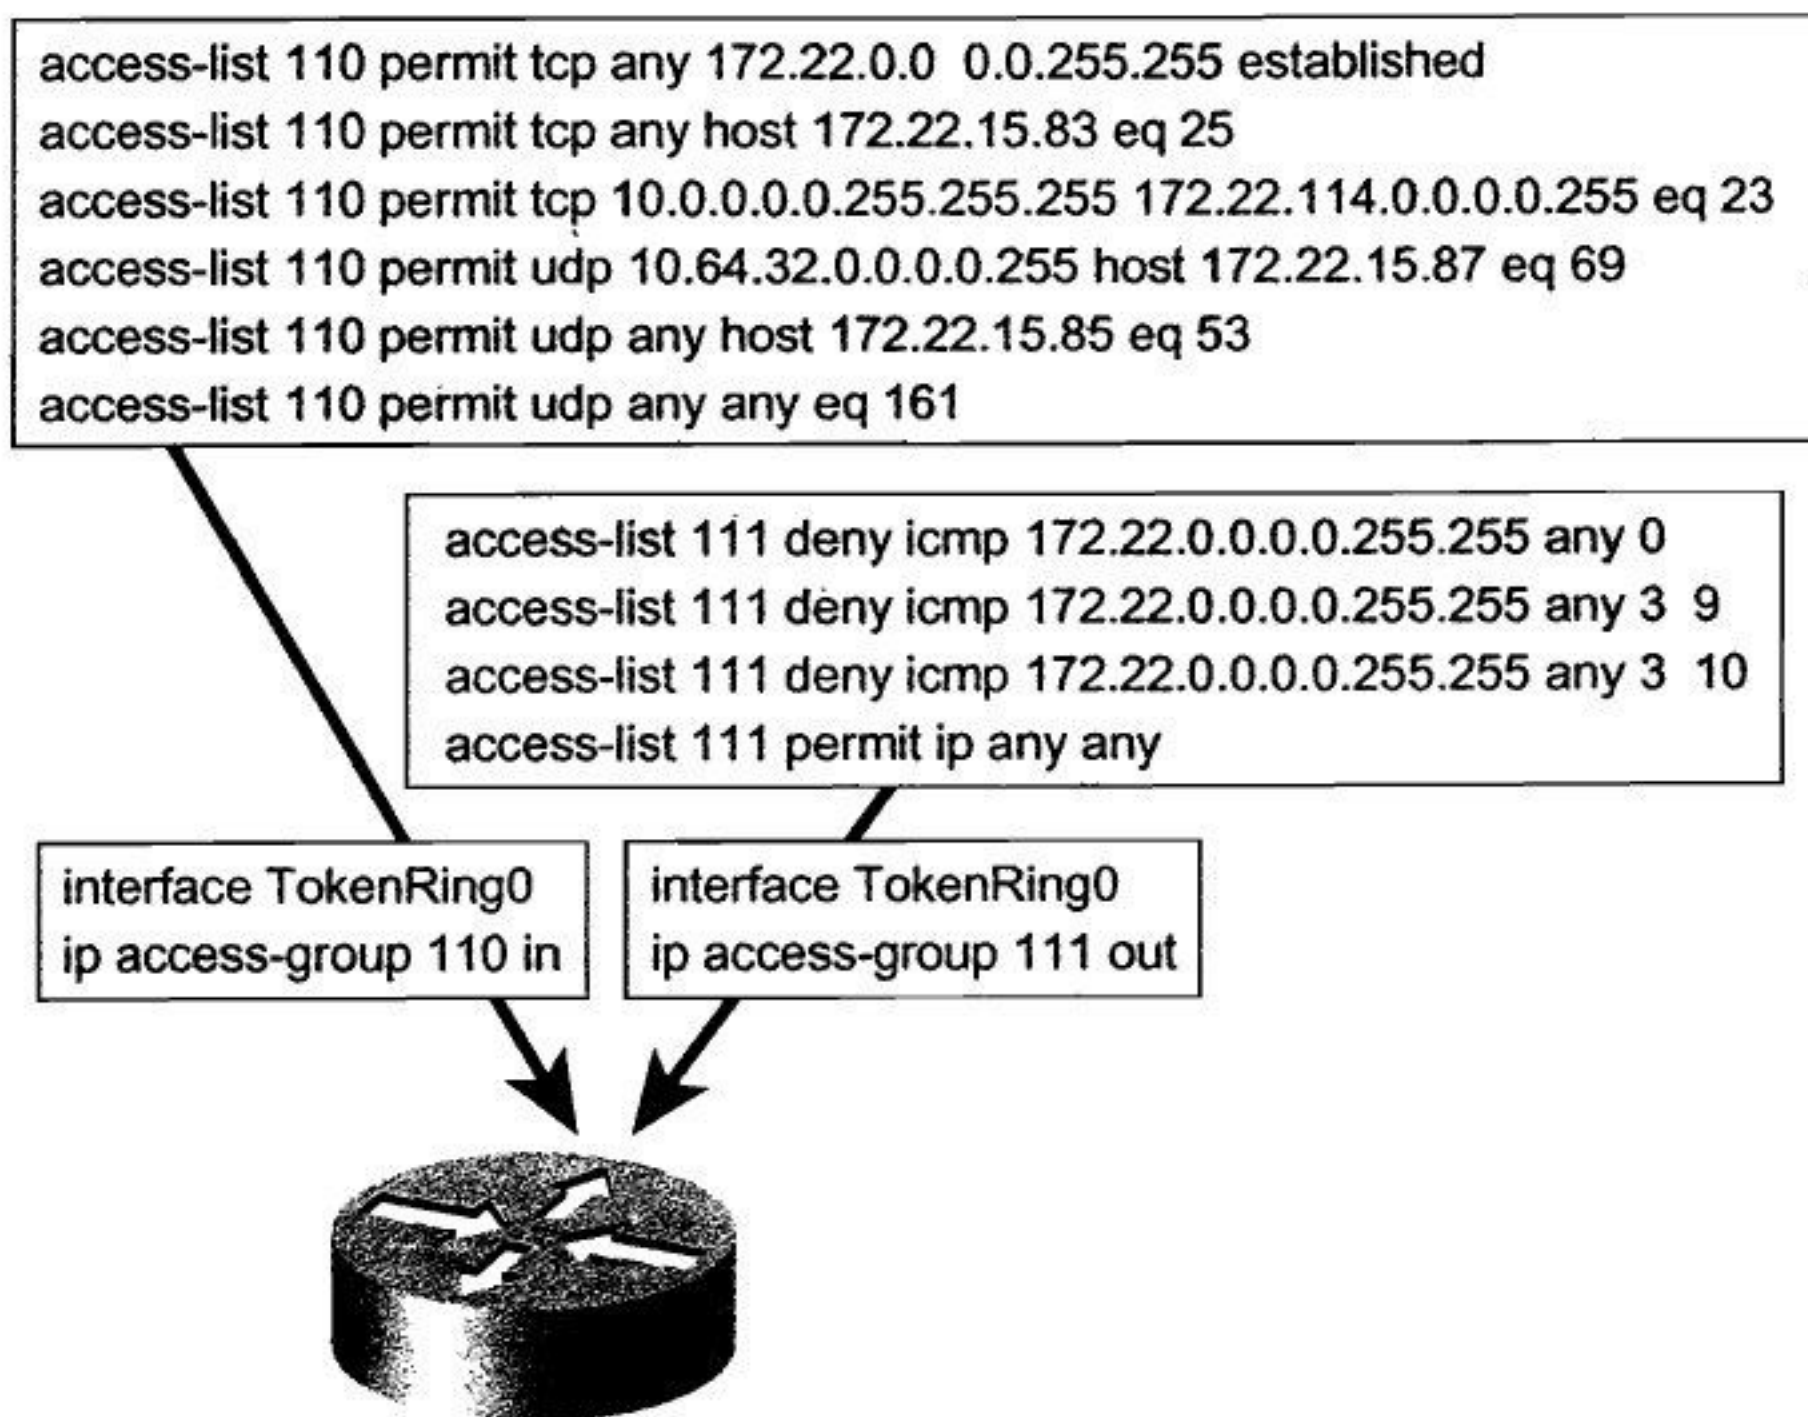 access-list 110 permit tcp any 172.22.0.0 0.0.255.255 established
access-list 110 permit tcp any host 172.22.15.83 eq 25
access-list 110 permit tcp 10.0.0.0.0.255.255.255 172.22.114.0.0.0.0.255 eq 23
access-list 110 permit udp 10.64.32.0.0.0.0.255 host 172.22.15.87 eq 69
access-list 110 permit udp any host 172.22.15.85 eq 53
access-list 110 permit udp any any eq 161
access-list 111 deny icmp 172.22.0.0.0.0.255.255 any 0
access-list 111 deny icmp 172.22.0.0.0.0.255.255 any 3 9
access-list 111 deny icmp 172.22.0.0.0.0.255.255 any 3 10
access-list 111 permit ip any any
interface TokenRing0
ip access-group 110 in
interface TokenRing0
ip access-group 111 out